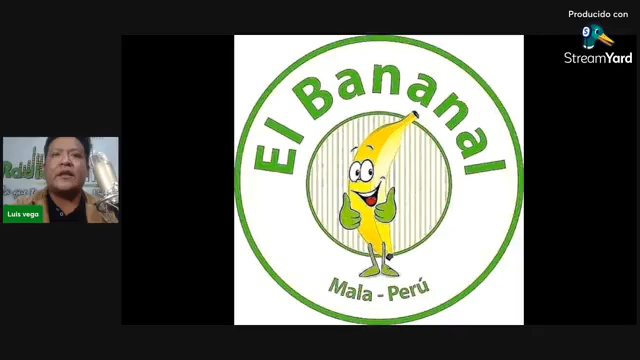 Producido con
StreamYard
El Bananal
Mala - Perú
Luis vega